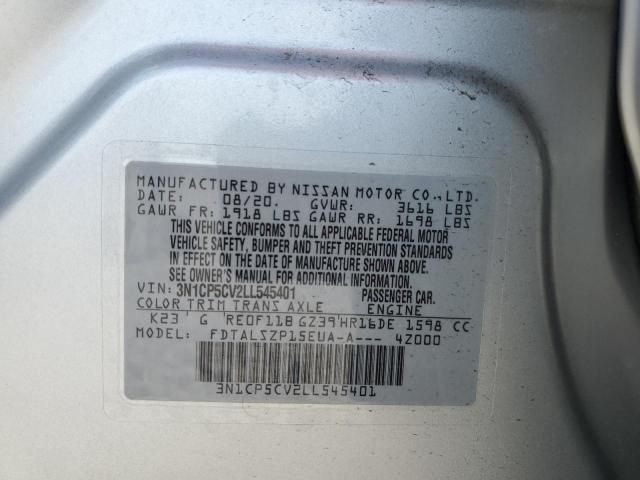 MANUFACTURED BY NISSAN MOTOR CO.,LTD.
DATE: 08/20. GVWR: 3616 LBS
GAWR FR: 1918 LBS GAWR RR: 1698 LBS
THIS VEHICLE CONFORMS TO ALL APPLICABLE FEDERAL MOTOR
VEHICLE SAFETY, BUMPER AND THEFT PREVENTION STANDARDS
IN EFFECT ON THE DATE OF MANUFACTURE SHOWN ABOVE.
SEE OWNER'S MANUAL FOR ADDITIONAL INFORMATION.
VIN: 3N1CP5CV2LL545401 PASSENGER CAR.
COLOR TRIM TRANS AXLE ENGINE
K23 G RE0F11B GZ39 HR16DE 1598 CC
MODEL: FDTALSZP15EUA-A--- 4Z000
3N1CP5CV2LL545401